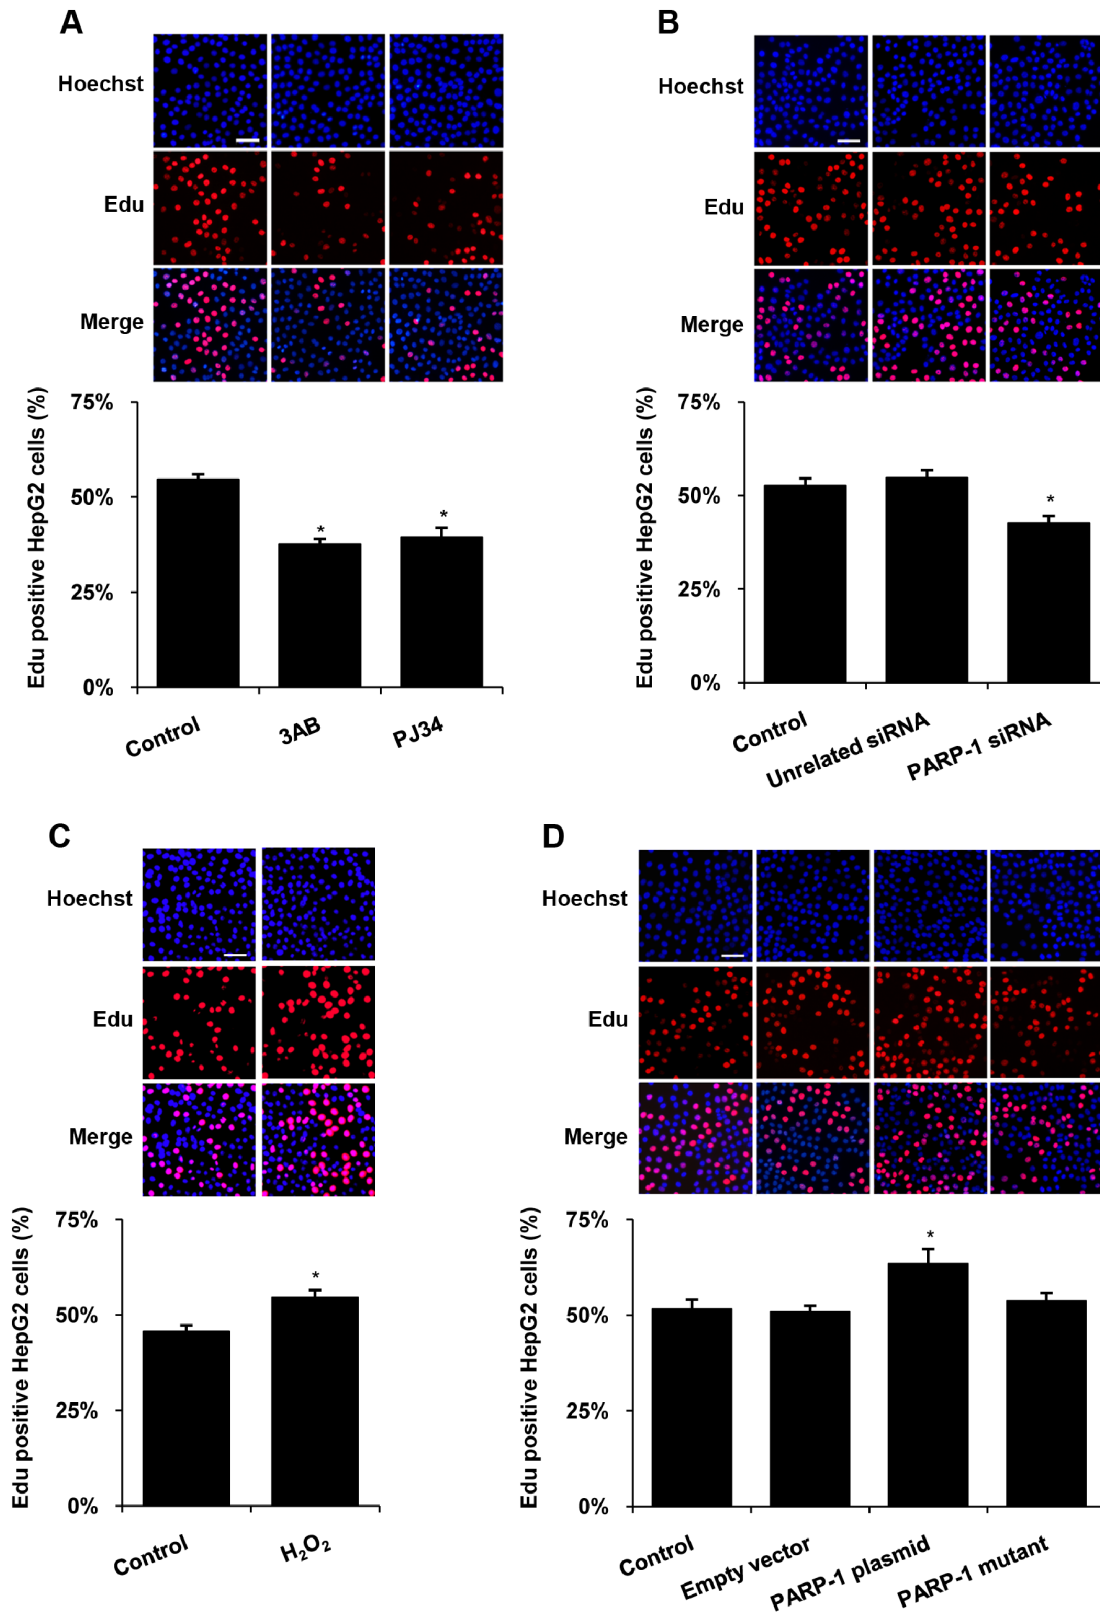 A
Hoechst
Edu
Merge
Edu positive HepG2 cells (%)
75%
50%
25%
0%
*
*
Control
3AB
PJ34
B
Hoechst
Edu
Merge
Edu positive HepG2 cells (%)
75%
50%
25%
0%
*
Control
Unrelated siRNA
PARP-1 siRNA
C
Hoechst
Edu
Merge
Edu positive HepG2 cells (%)
75%
50%
25%
0%
*
Control
H₂O₂
D
Hoechst
Edu
Merge
Edu positive HepG2 cells (%)
75%
50%
25%
0%
*
Control
Empty vector
PARP-1 plasmid
PARP-1 mutant